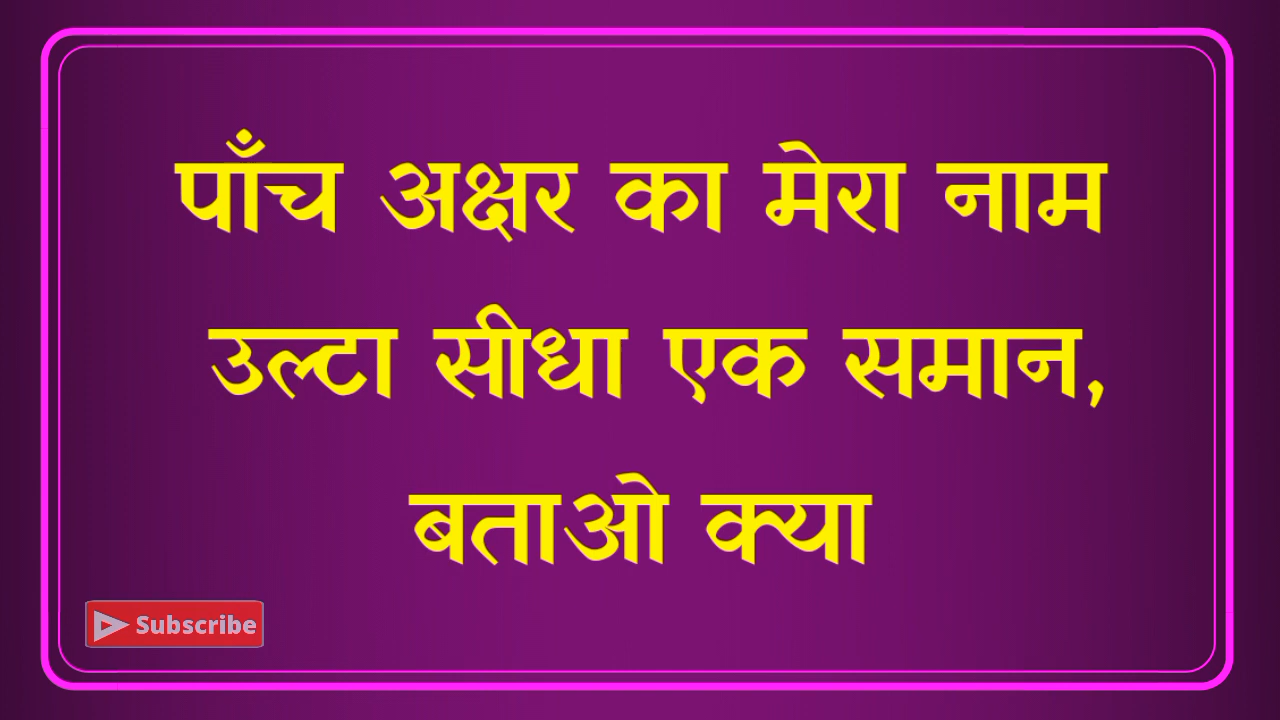 पाँच अक्षर का मेरा नाम
उल्टा सीधा एक समान,
बताओ क्या
Subscribe